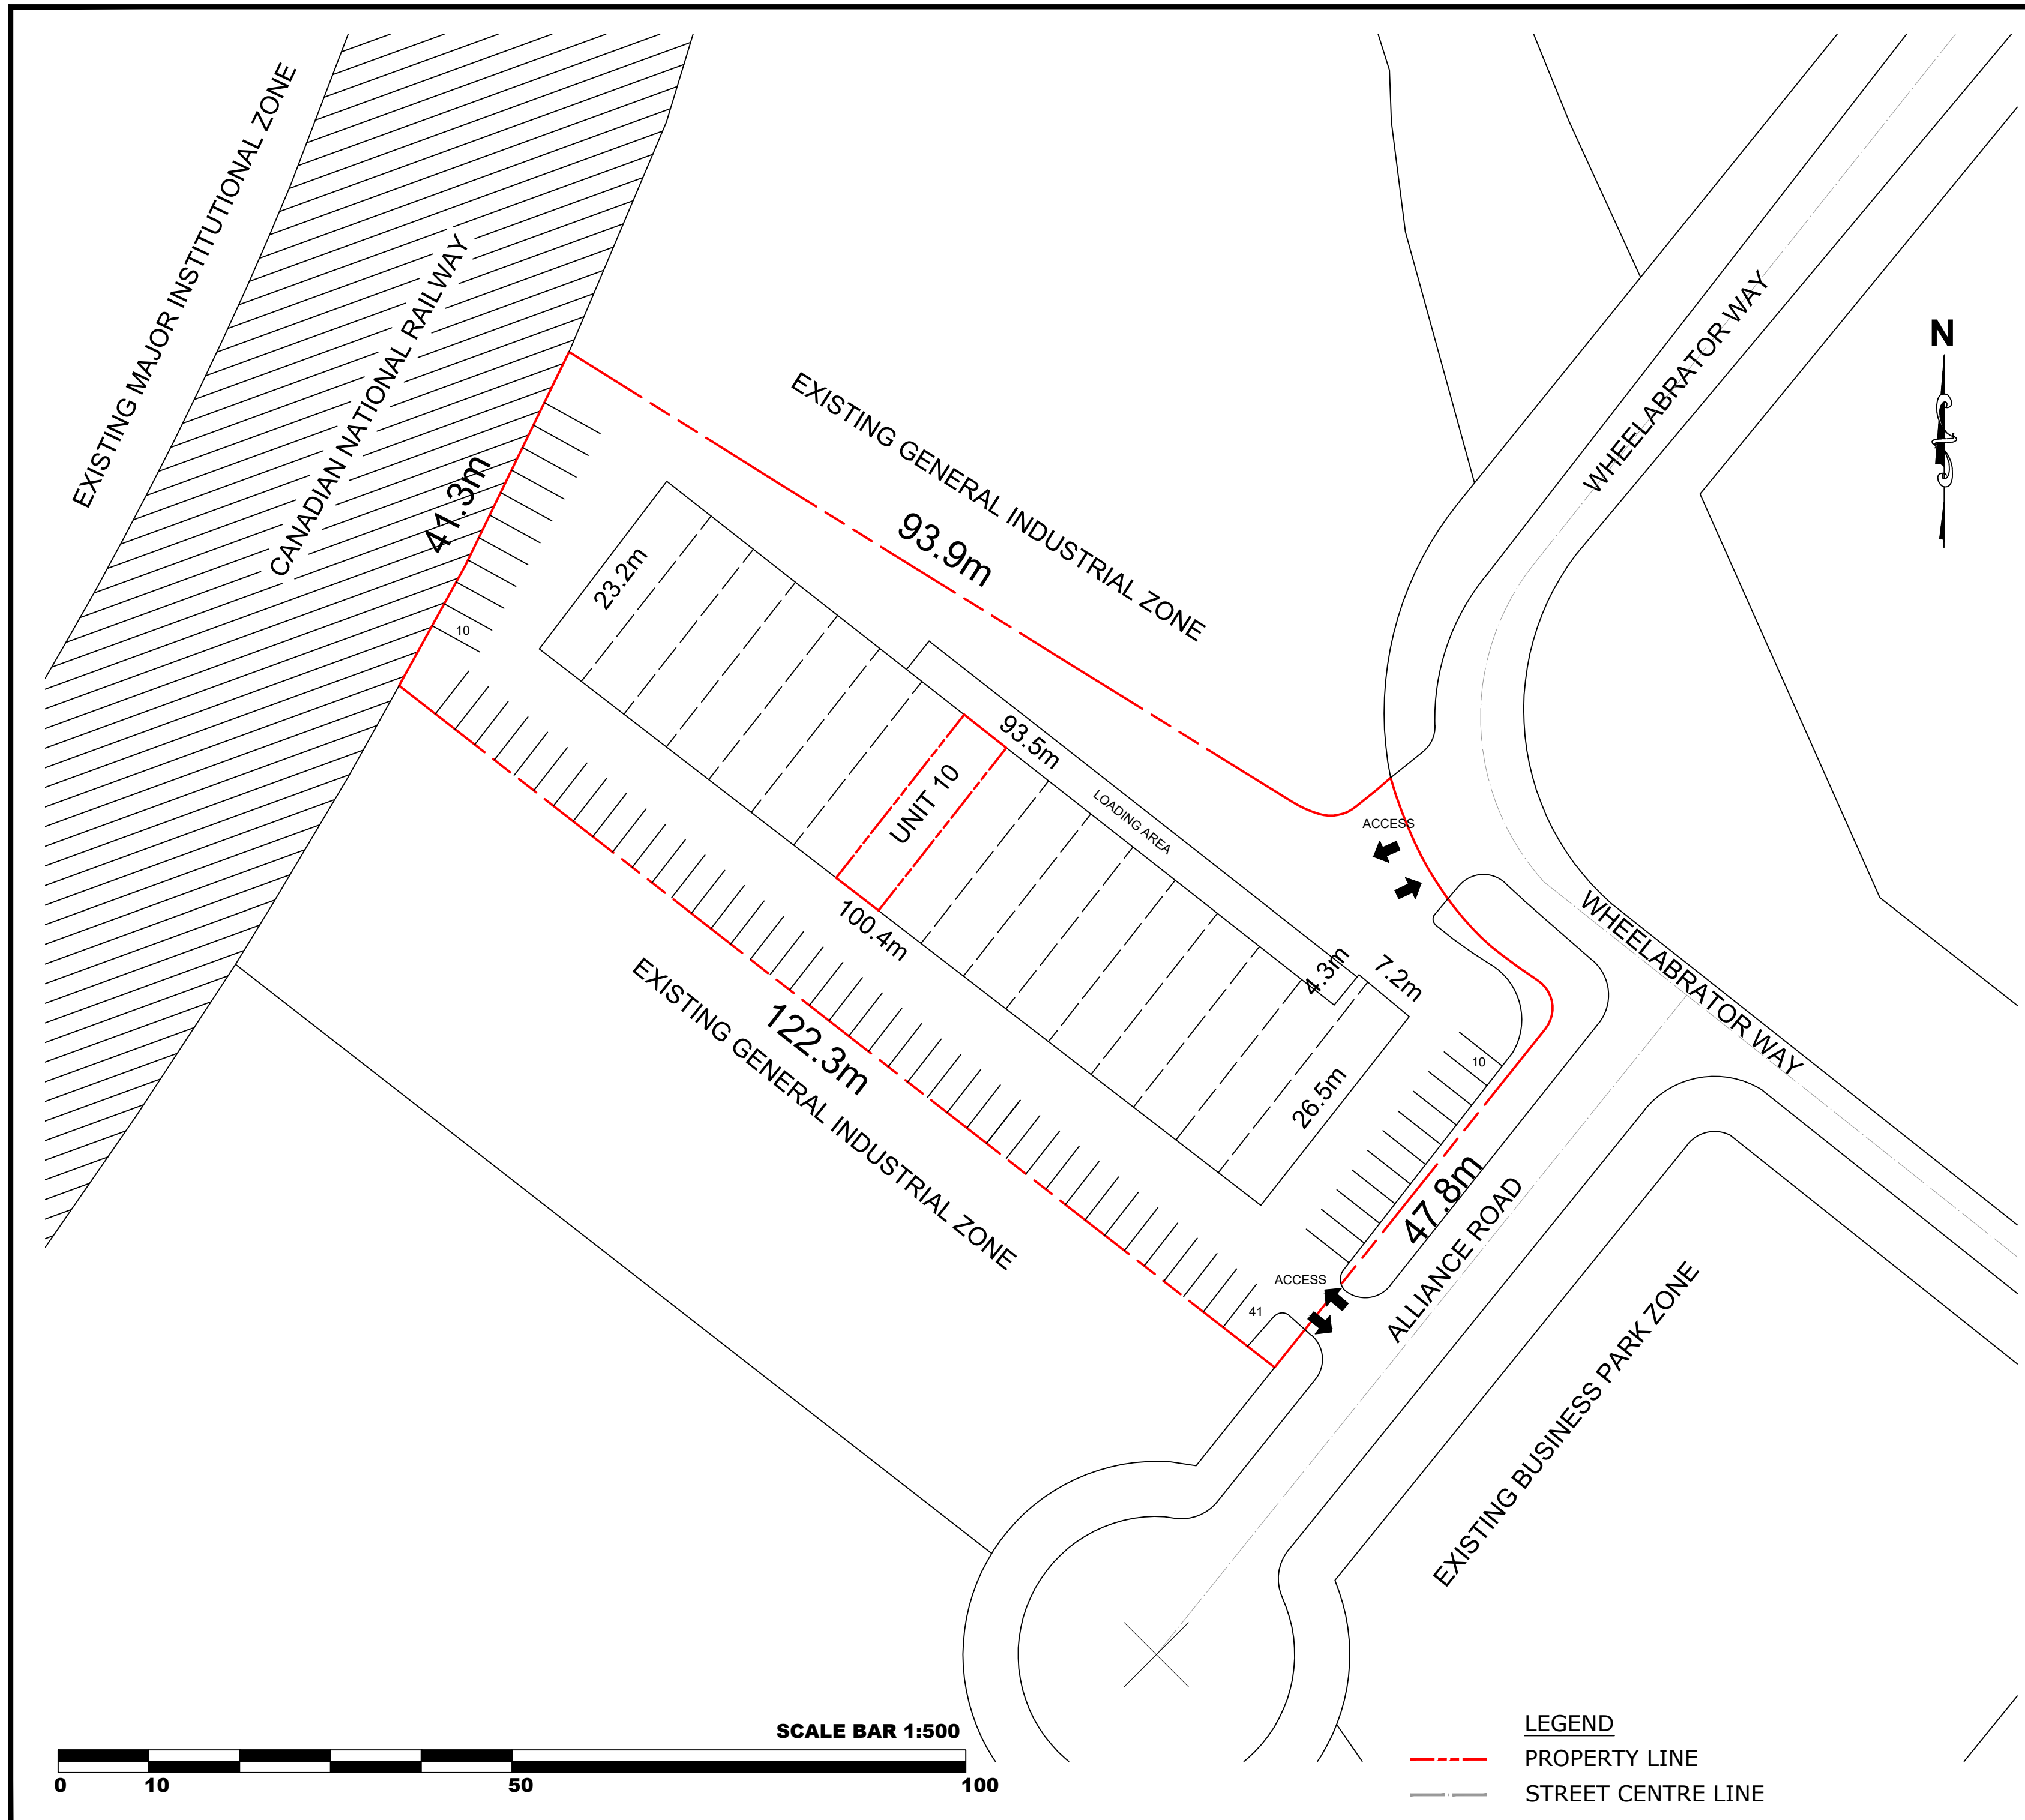 EXISTING MAJOR INSTITUTIONAL ZONE
CANADIAN NATIONAL RAILWAY
41.3m
10
EXISTING GENERAL INDUSTRIAL ZONE
93.9m
WHEELABRATOR WAY
N
23.2m
93.5m
UNIT 10
LOADING AREA
ACCESS
100.4m
4.3m
7.2m
WHEELABRATOR WAY
EXISTING GENERAL INDUSTRIAL ZONE
122.3m
10
26.5m
47.8m
ALLIANCE ROAD
ACCESS
41
EXISTING BUSINESS PARK ZONE
SCALE BAR 1:500
0 10 50 100
LEGEND
PROPERTY LINE
STREET CENTRE LINE